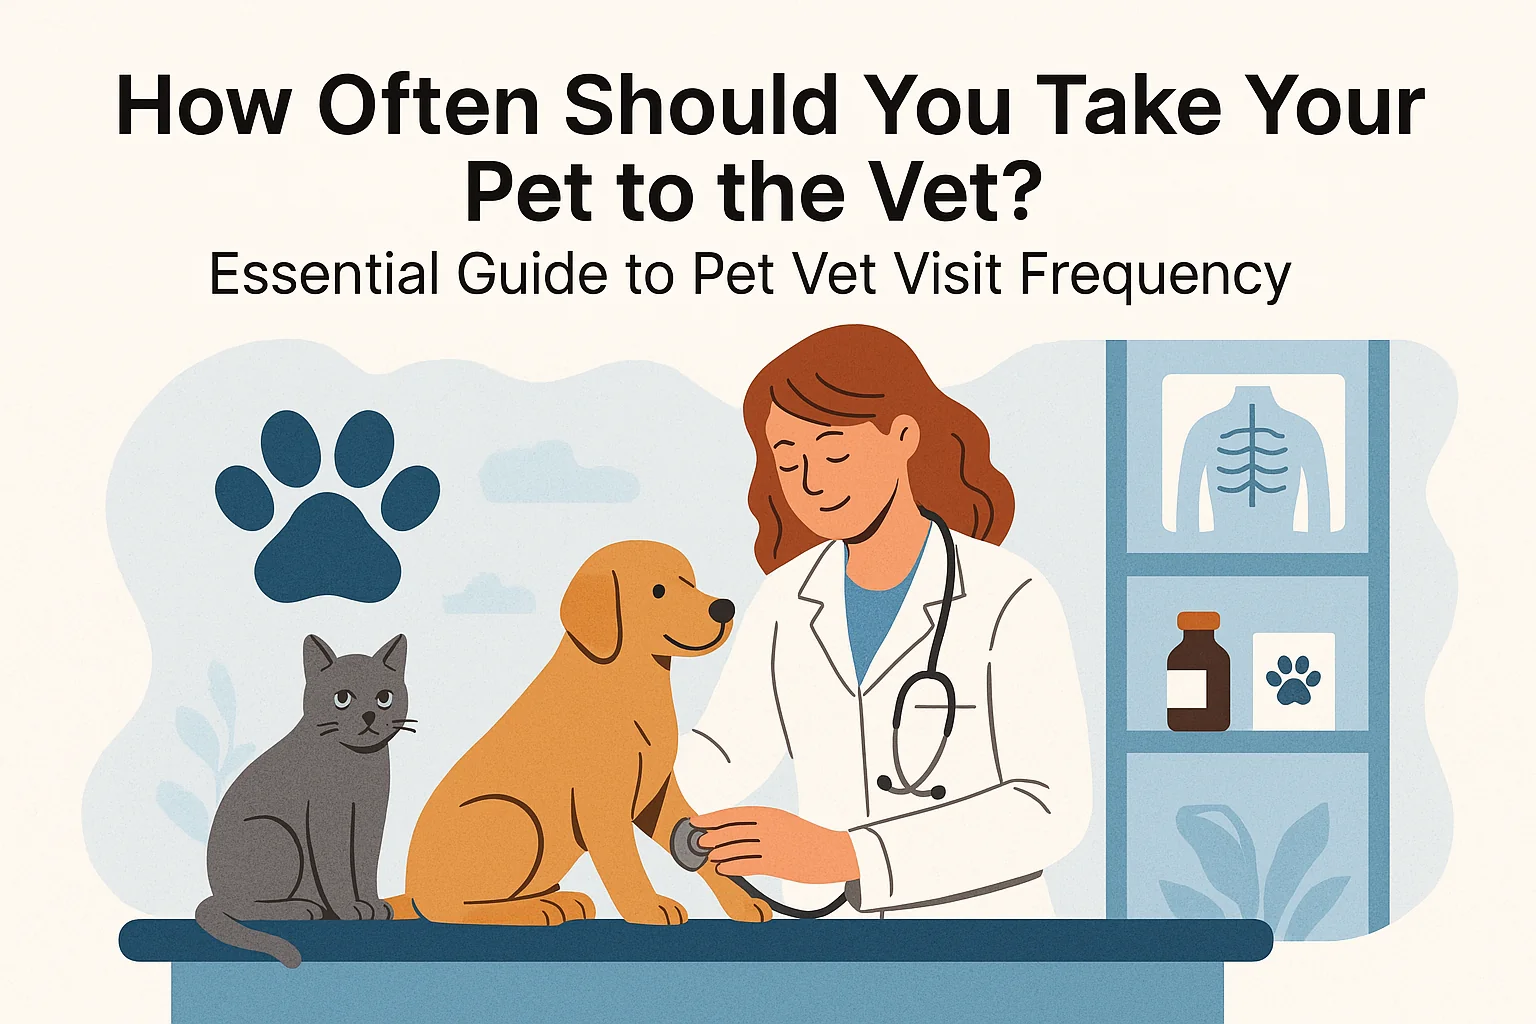 How Often Should You Take Your
Pet to the Vet?
Essential Guide to Pet Vet Visit Frequency